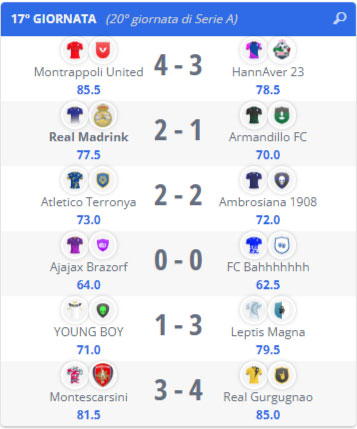 17º GIORNATA (20° giornata di Serie A)
Montrappoli United 4 - 3 HannAver 23
85.5 78.5
Real Madrink 2 - 1 Armandillo FC
77.5 70.0
Atletico Terronya 2 - 2 Ambrosiana 1908
73.0 72.0
Ajajax Brazorf 0 - 0 FC Bahhhhhhh
64.0 62.5
YOUNG BOY 1 - 3 Leptis Magna
71.0 79.5
Montescarsini 3 - 4 Real Gurgugnao
81.5 85.0